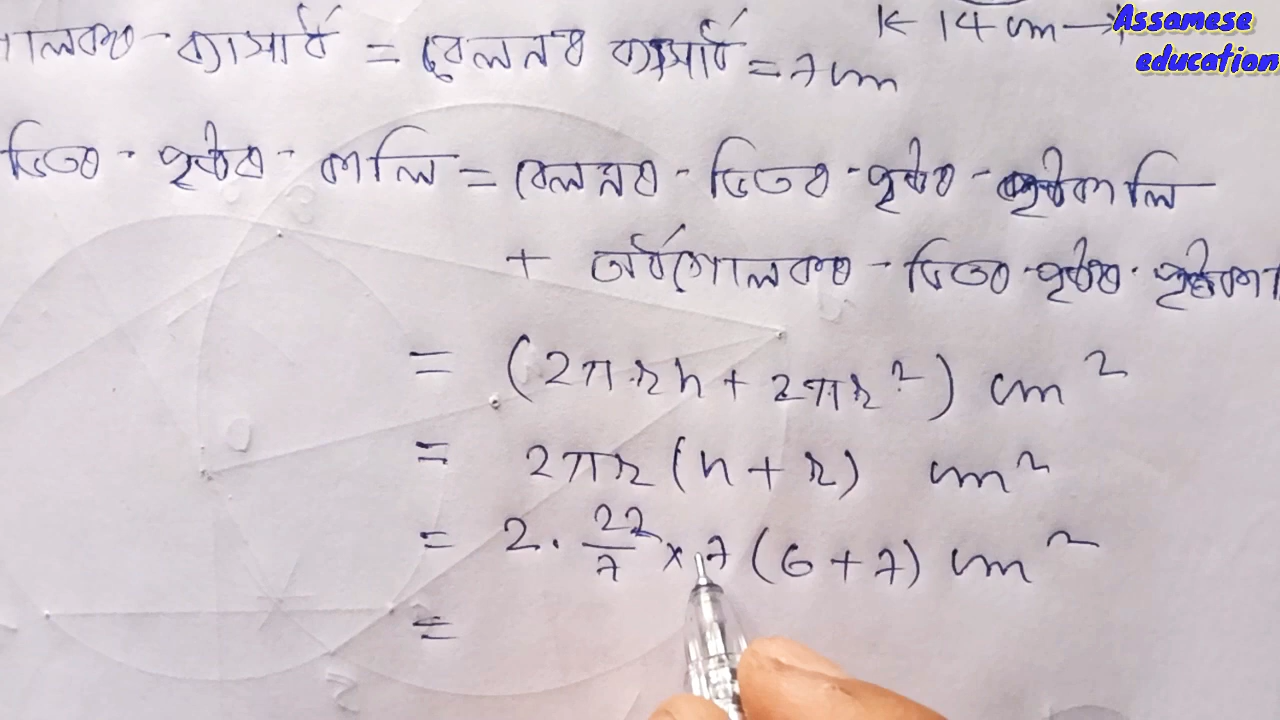 K 14 cm →
Assamese
education
ব্যাসাৰ্ধ = বেলনৰ ব্যাসাৰ্ধ = 7 cm
ভিতৰ পৃষ্ঠৰ কালি = বেলনৰ ভিতৰ পৃষ্ঠৰ কালি
+ অৰ্ধগোলকৰ ভিতৰ পৃষ্ঠৰ
= (2πrh + 2πr²) cm²
= 2πr (h + r) cm²
= 2 · 22/7 × 7 (6 + 7) cm²
=